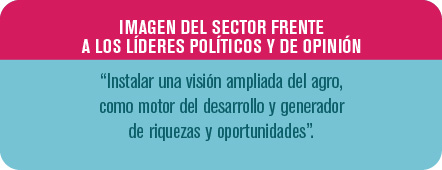 IMAGEN DEL SECTOR FRENTE
A LOS LÍDERES POLÍTICOS Y DE OPINIÓN
“Instalar una visión ampliada del agro,
como motor del desarrollo y generador
de riquezas y oportunidades”.